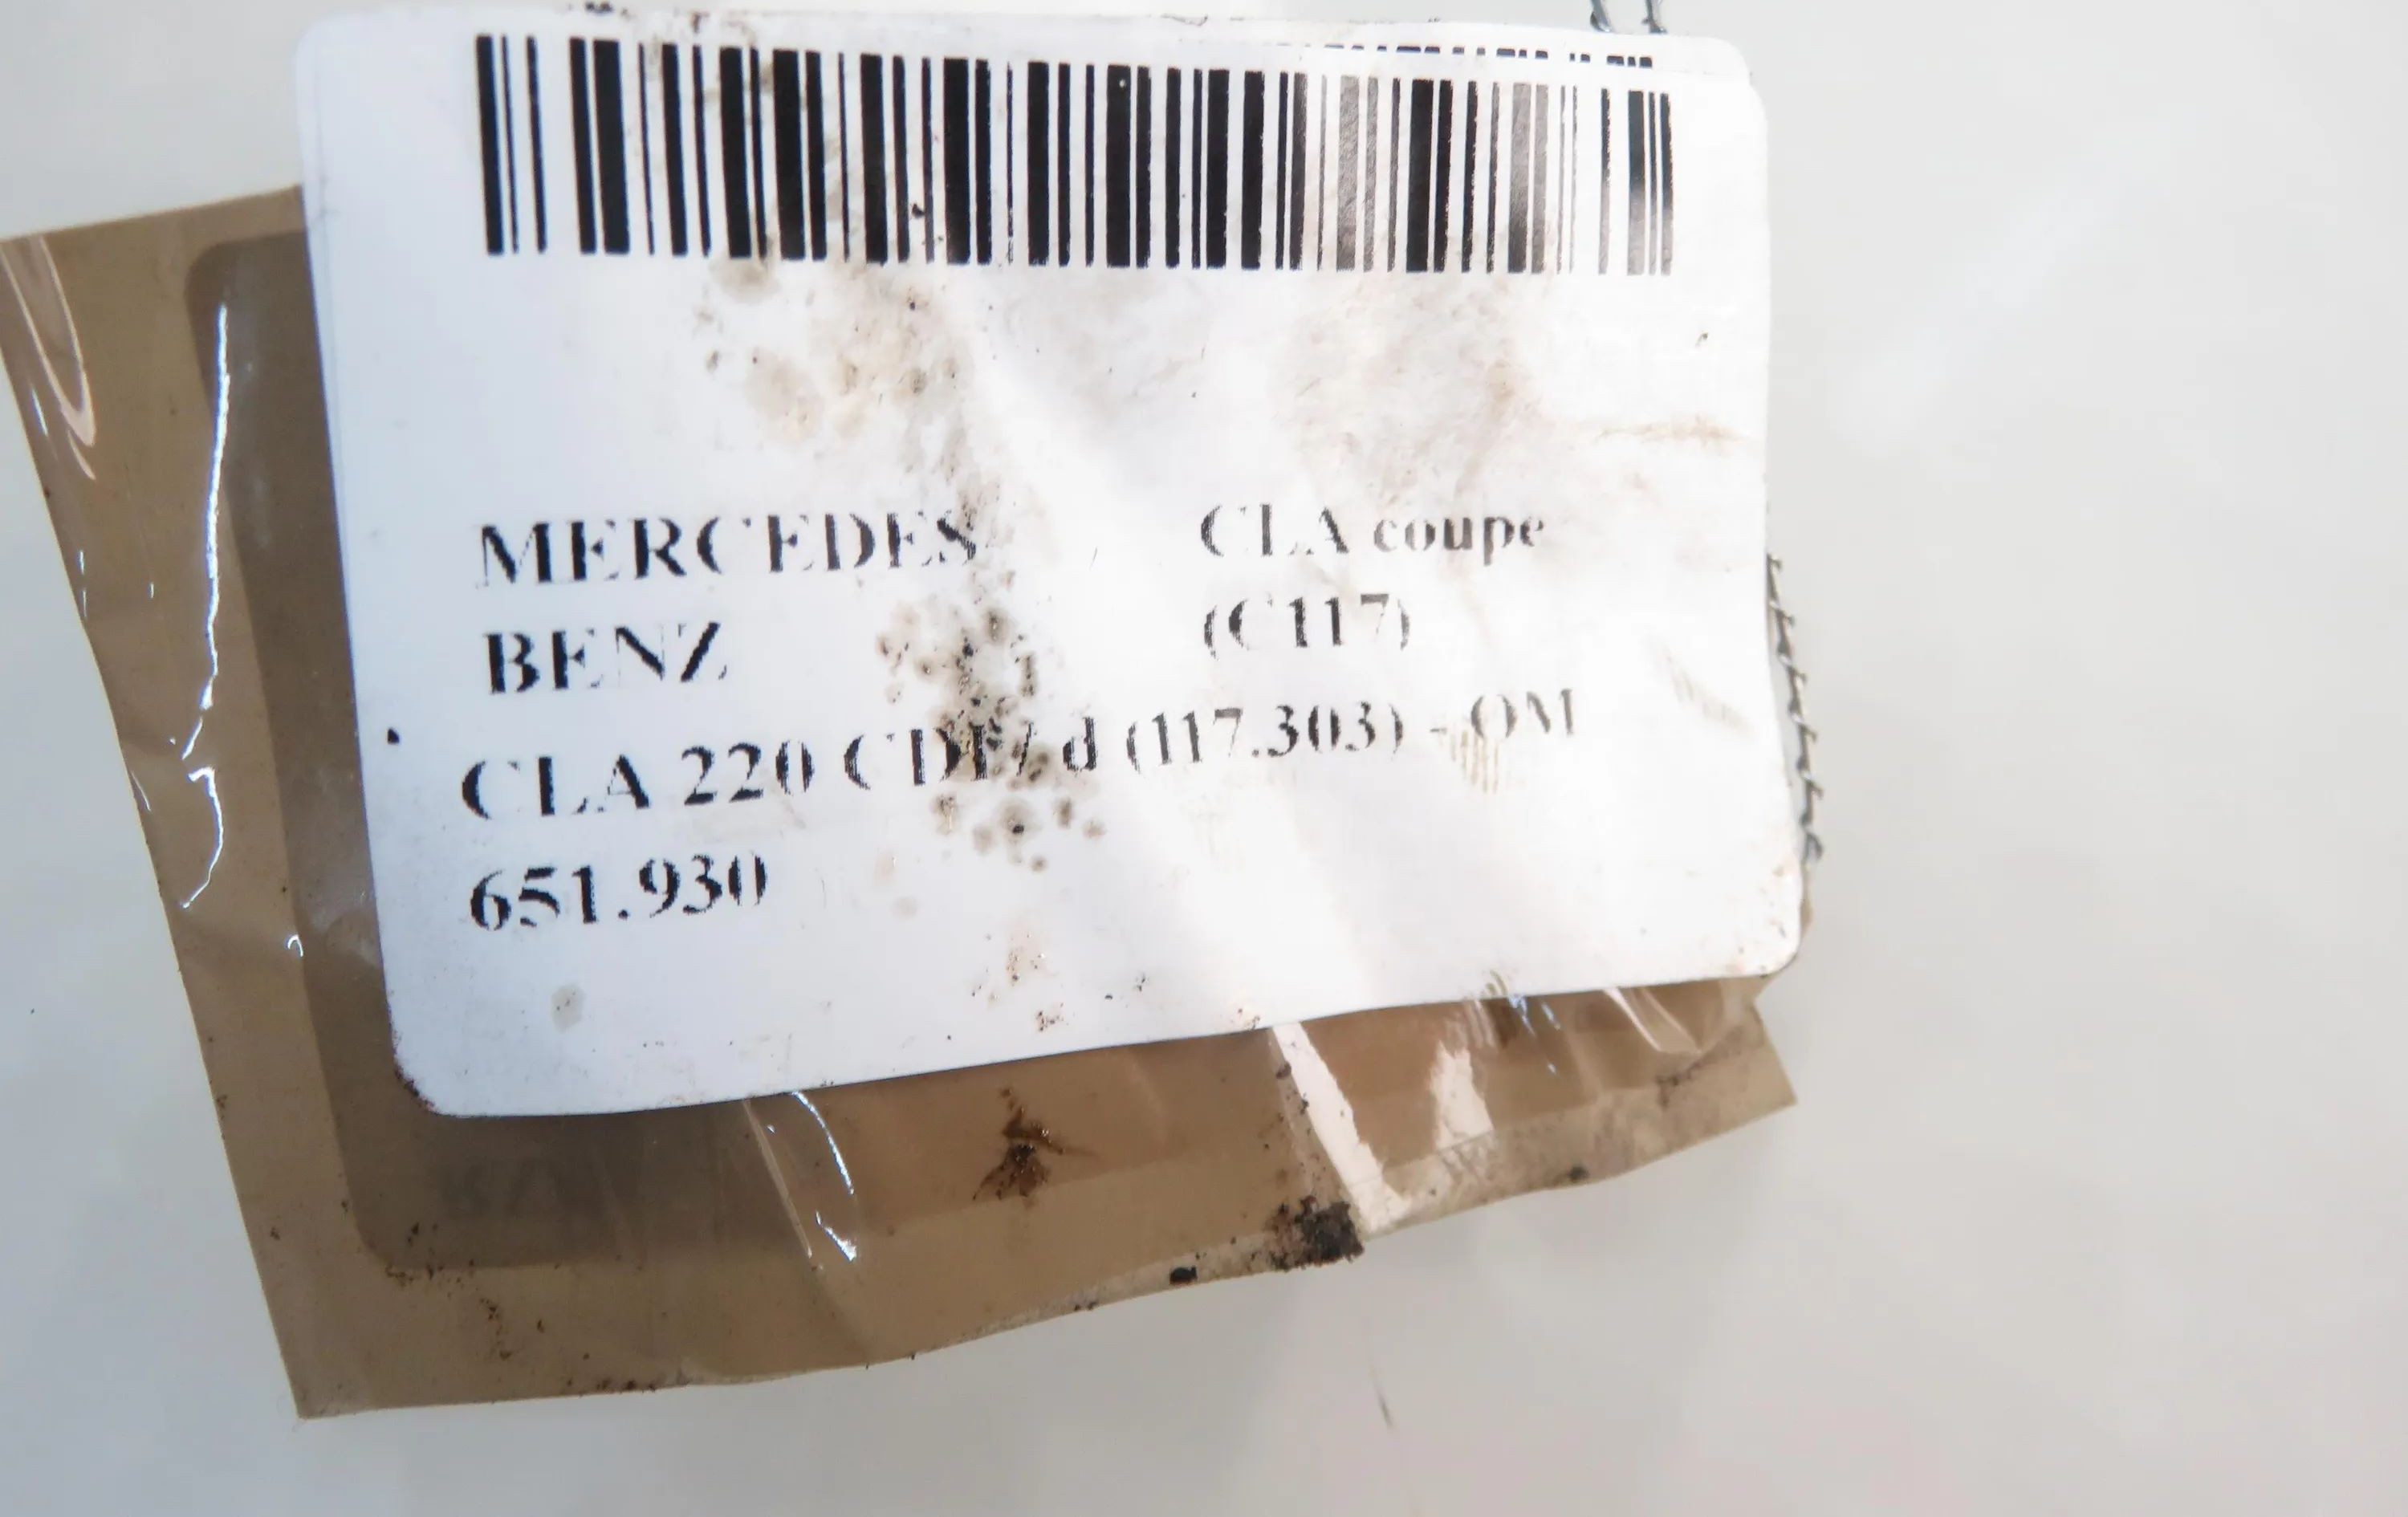 MERCEDES BENZ
CLA coupe (C117)
CLA 220 CDI / d (117.303) - OM
651.930